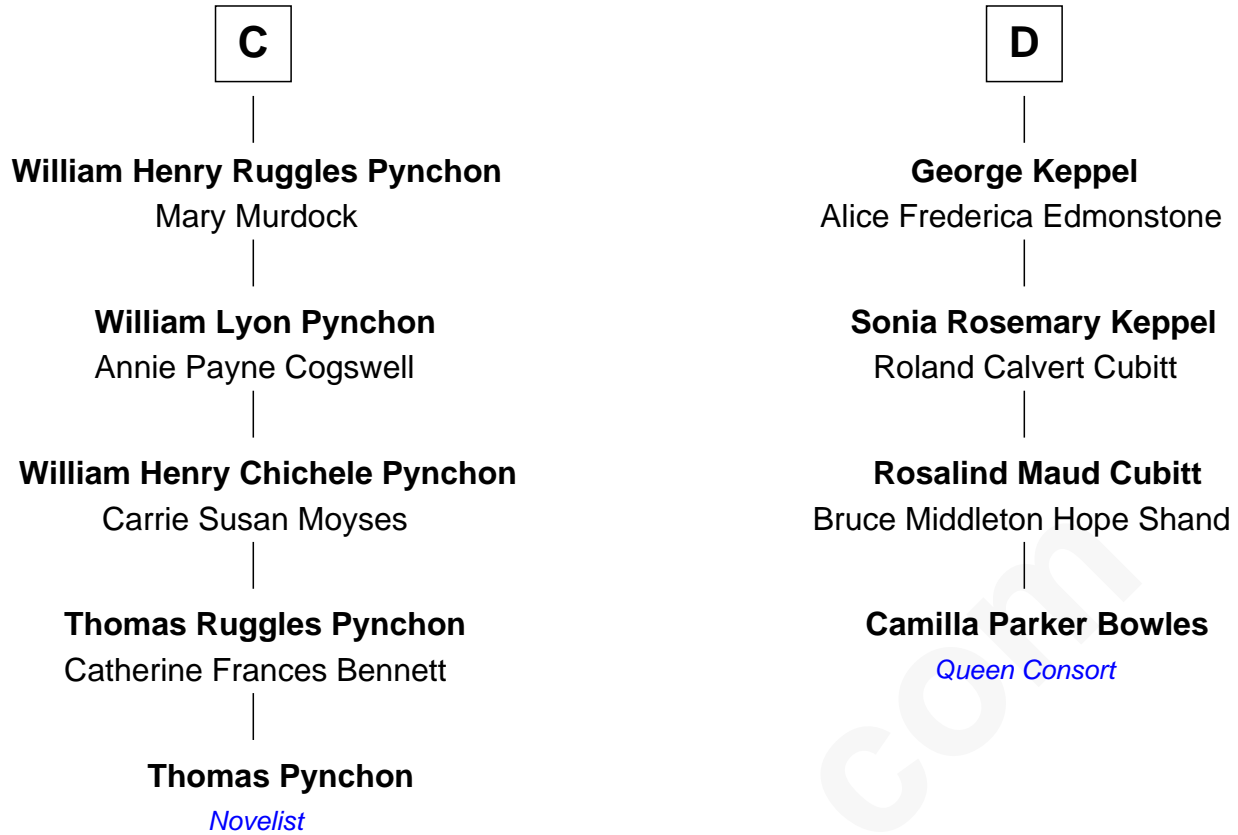 C
William Henry Ruggles Pynchon
Mary Murdock
William Lyon Pynchon
Annie Payne Cogswell
William Henry Chichele Pynchon
Carrie Susan Moyses
Thomas Ruggles Pynchon
Catherine Frances Bennett
Thomas Pynchon
Novelist
D
George Keppel
Alice Frederica Edmonstone
Sonia Rosemary Keppel
Roland Calvert Cubitt
Rosalind Maud Cubitt
Bruce Middleton Hope Shand
Camilla Parker Bowles
Queen Consort
com